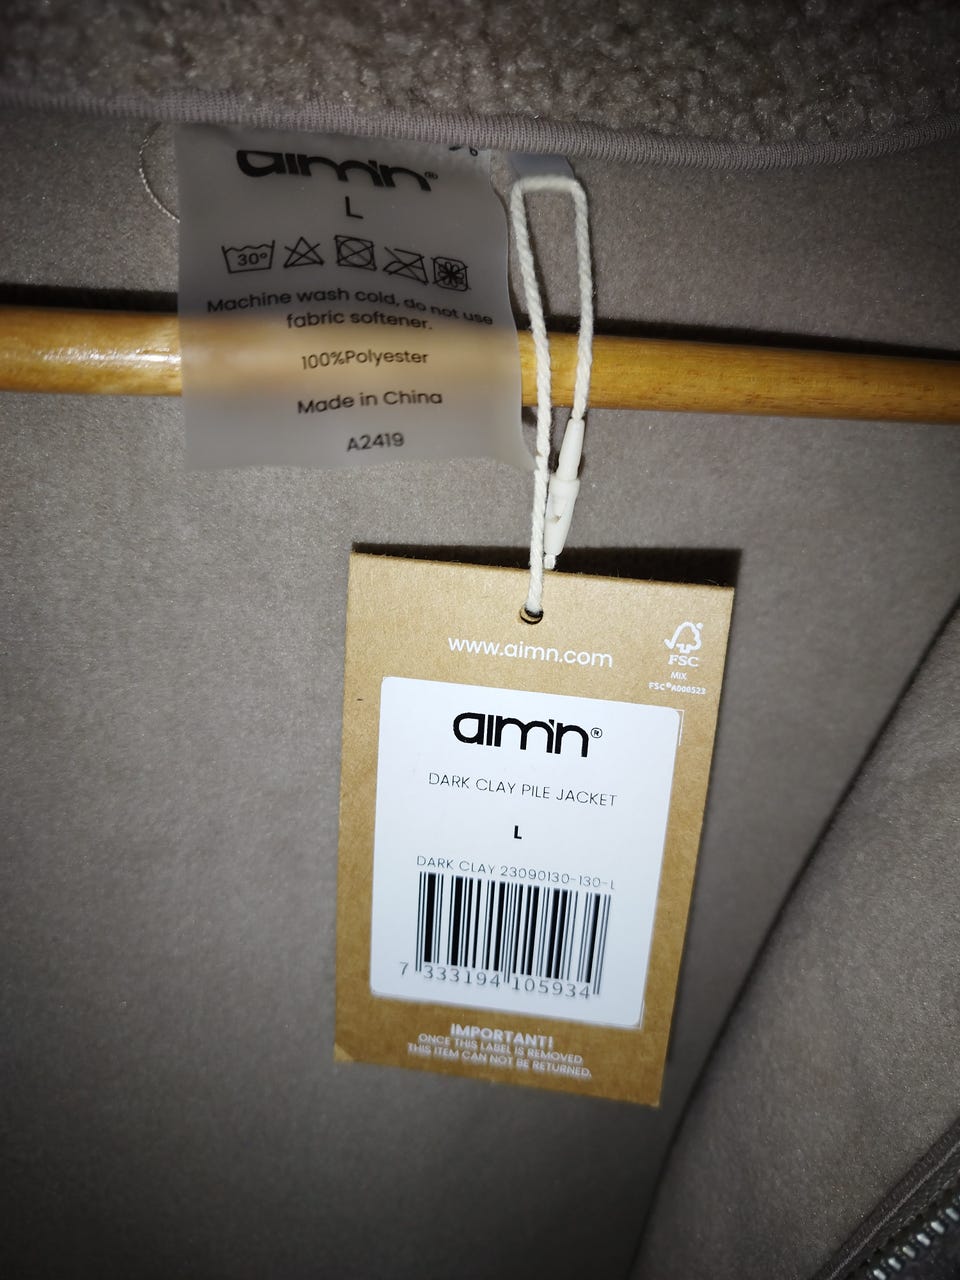 aim'n®
L
30°
Machine wash cold, do not use
fabric softener.
100%Polyester
Made in China
A2419
www.aimn.com
FSC
MIX
FSC®A000523
aim'n®
DARK CLAY PILE JACKET
L
DARK CLAY 23090130-130-L
7 333194 105934
IMPORTANT!
ONCE THIS LABEL IS REMOVED
THIS ITEM CAN NOT BE RETURNED.